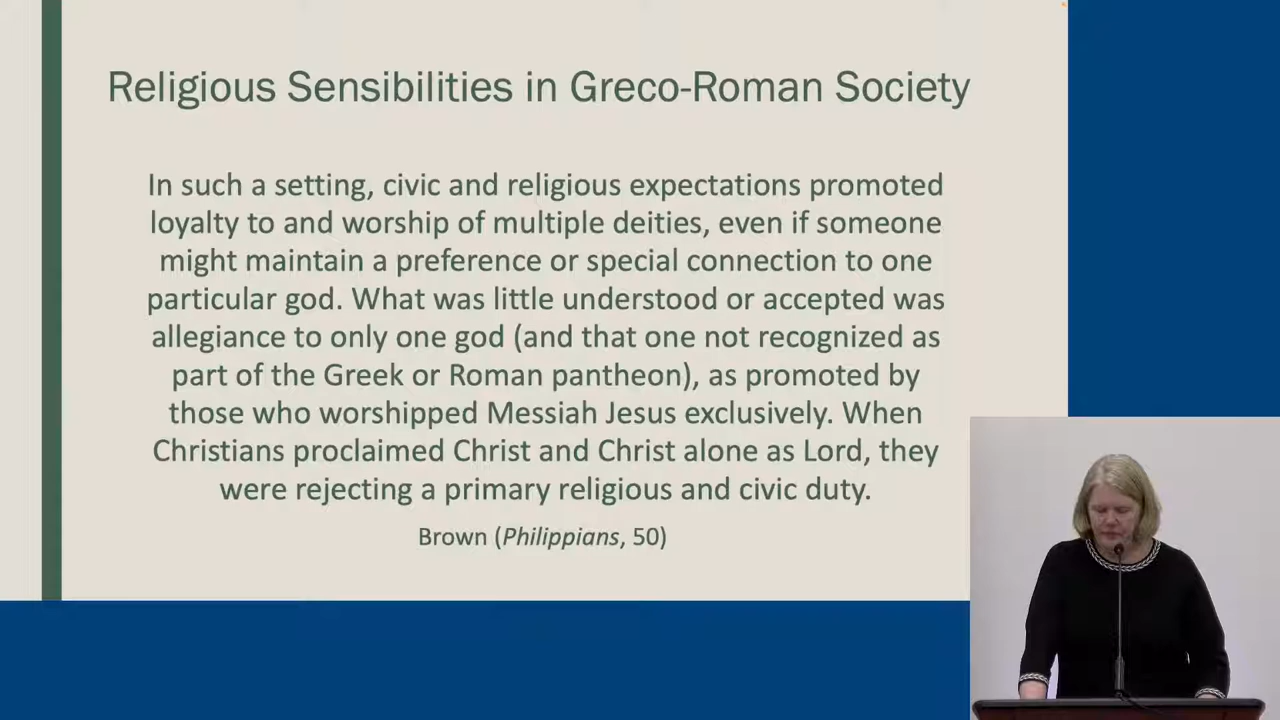 Religious Sensibilities in Greco-Roman Society
In such a setting, civic and religious expectations promoted
loyalty to and worship of multiple deities, even if someone
might maintain a preference or special connection to one
particular god. What was little understood or accepted was
allegiance to only one god (and that one not recognized as
part of the Greek or Roman pantheon), as promoted by
those who worshipped Messiah Jesus exclusively. When
Christians proclaimed Christ and Christ alone as Lord, they
were rejecting a primary religious and civic duty.
Brown (Philippians, 50)